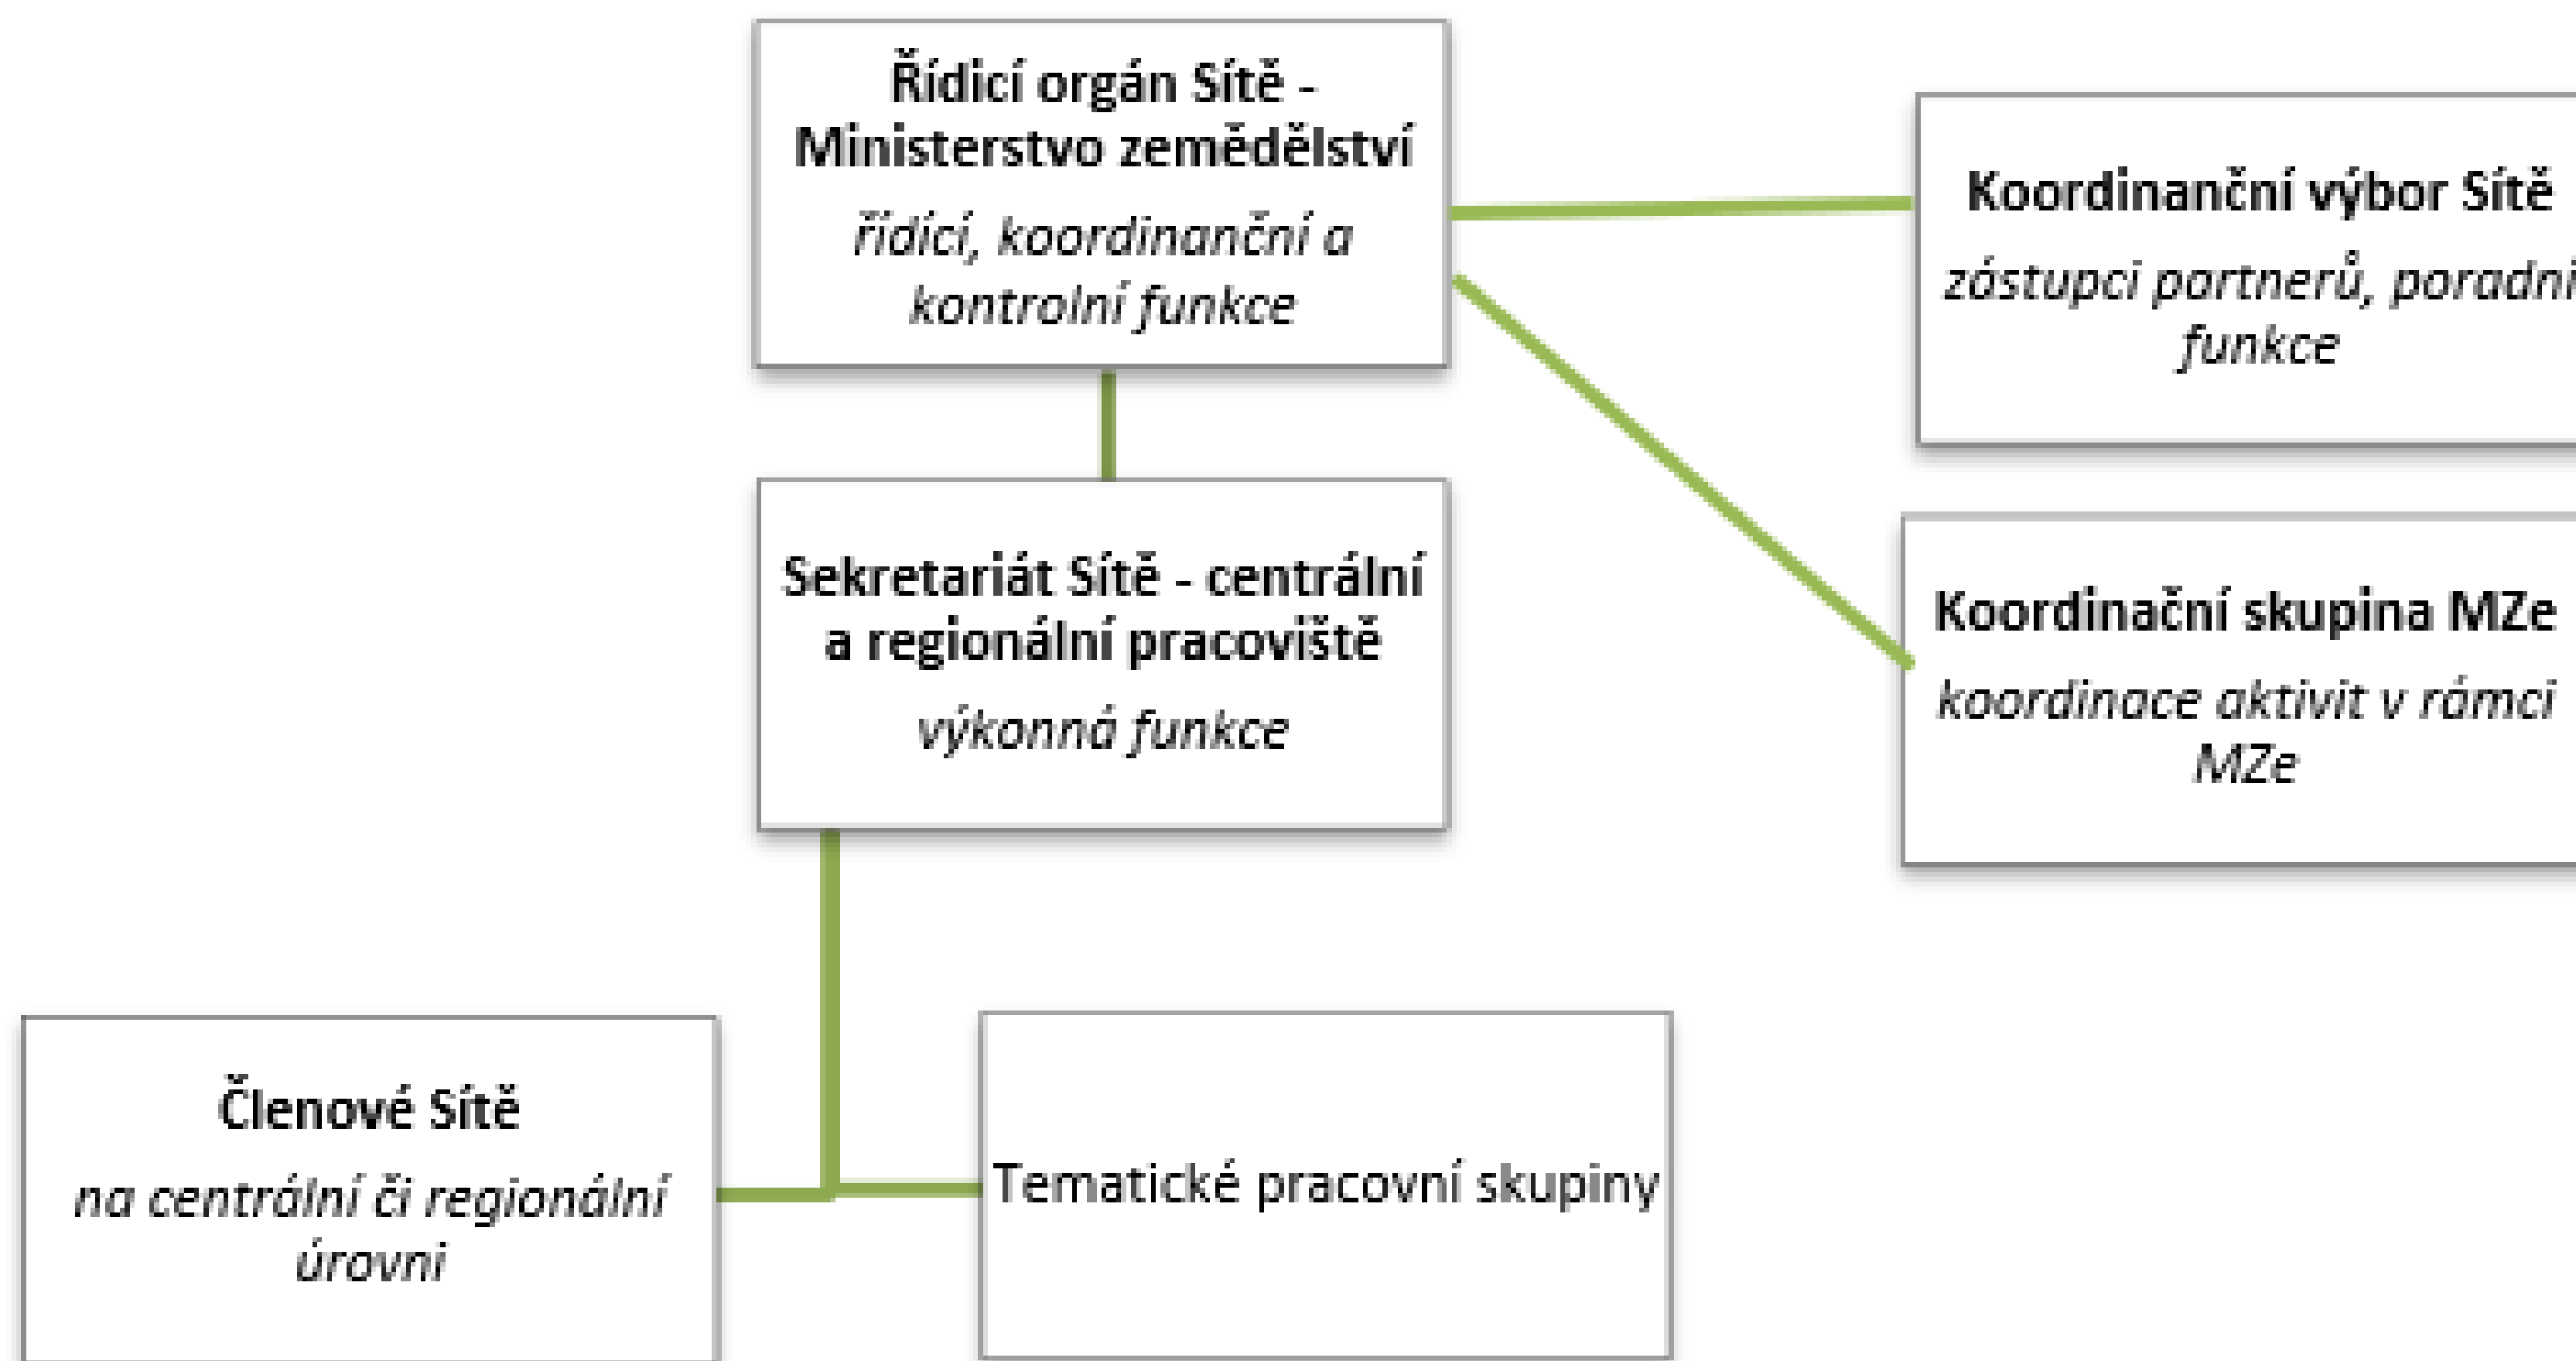 Řídicí orgán Sítě -
Ministerstvo zemědělství
řídící, koordinanční a
kontrolní funkce
Koordinanční výbor Sítě
zástupci partnerů, poradní
funkce
Sekretariát Sítě - centrální
a regionální pracoviště
výkonná funkce
Koordinační skupina MZe
koordinace aktivit v rámci
MZe
Členové Sítě
na centrální či regionální
úrovni
Tematické pracovní skupiny